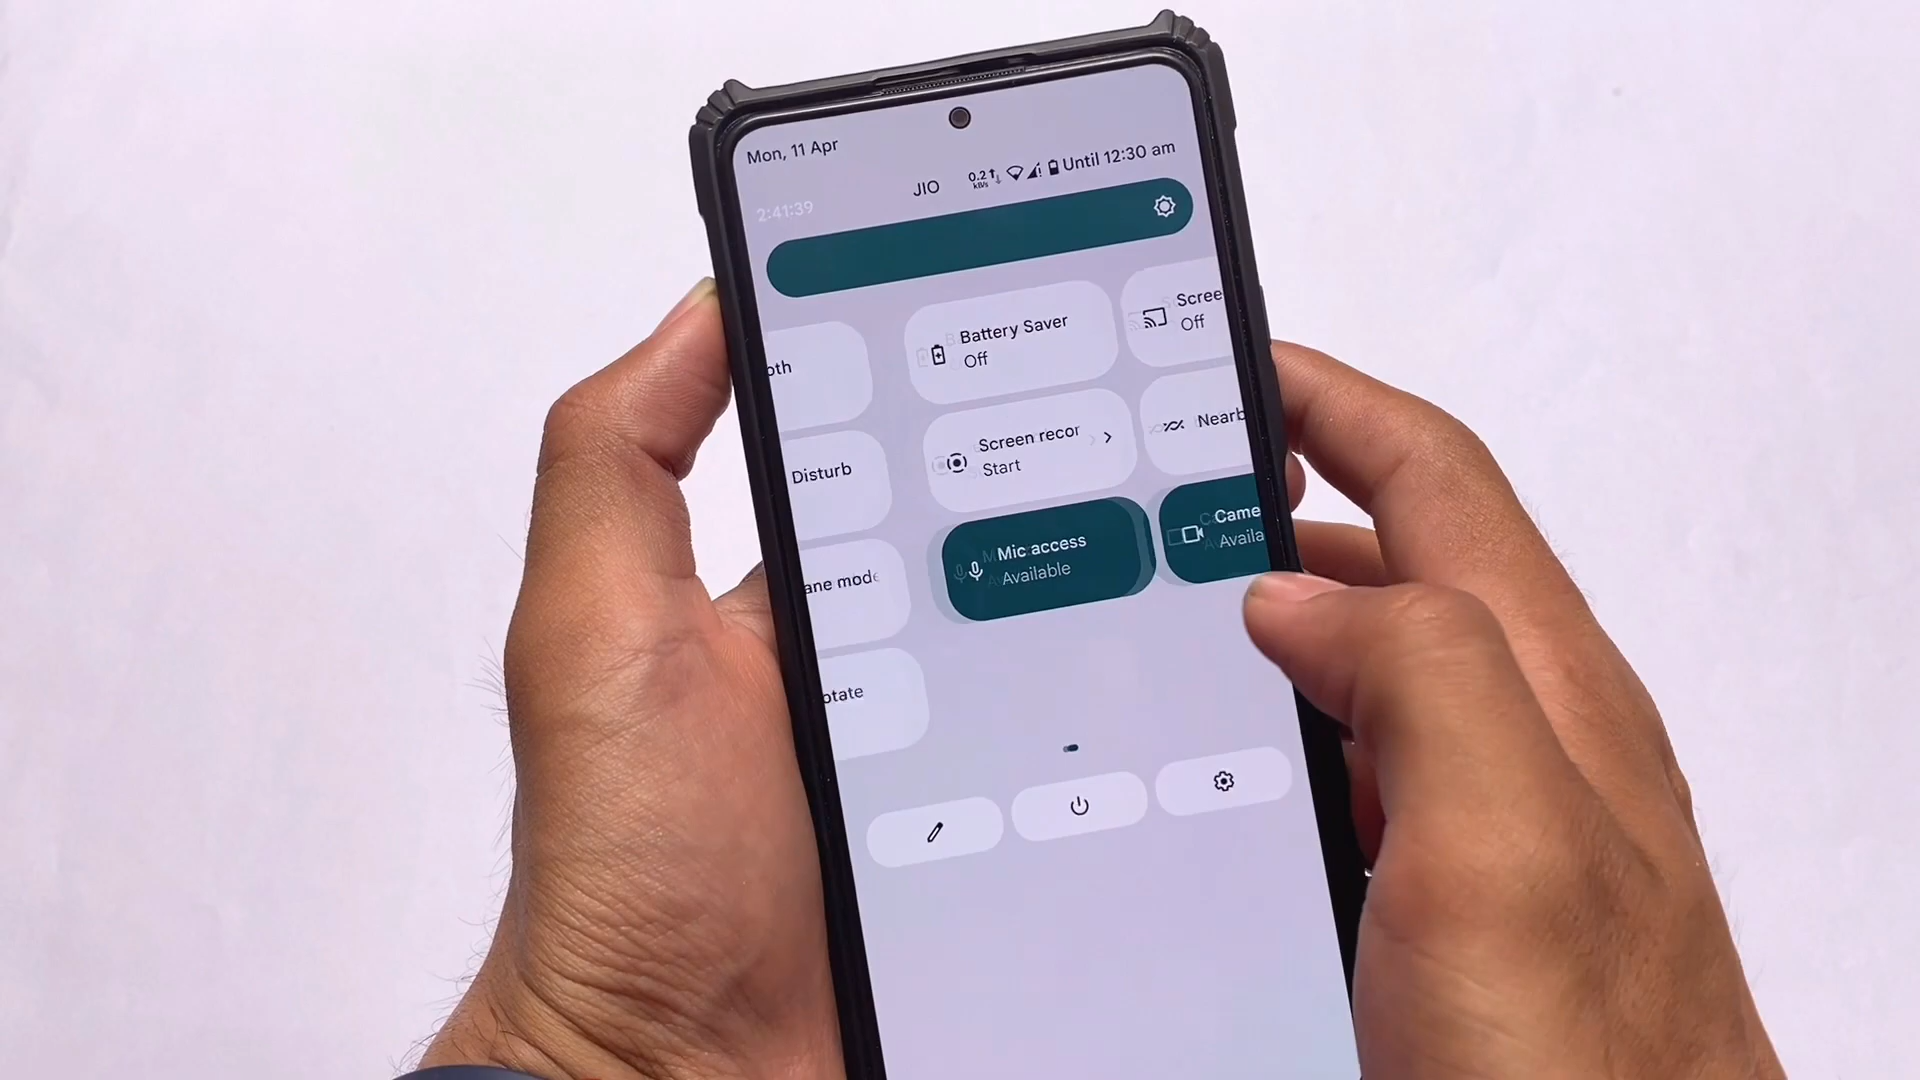 Mon, 11 Apr
2:41:39
JIO
0.2
kB/s
Until 12:30 am
oth
Battery Saver
Off
Scree
Off
Disturb
Screen recor
Start
Nearb
ane mode
Mic access
Available
Came
Availa
otate